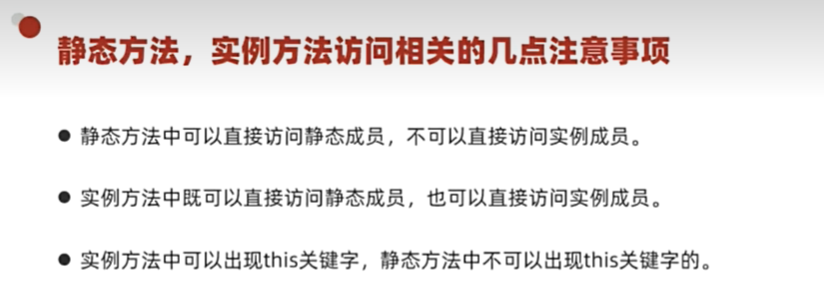 静态方法，实例方法访问相关的几点注意事项
● 静态方法中可以直接访问静态成员，不可以直接访问实例成员。
● 实例方法中既可以直接访问静态成员，也可以直接访问实例成员。
● 实例方法中可以出现this关键字，静态方法中不可以出现this关键字的。